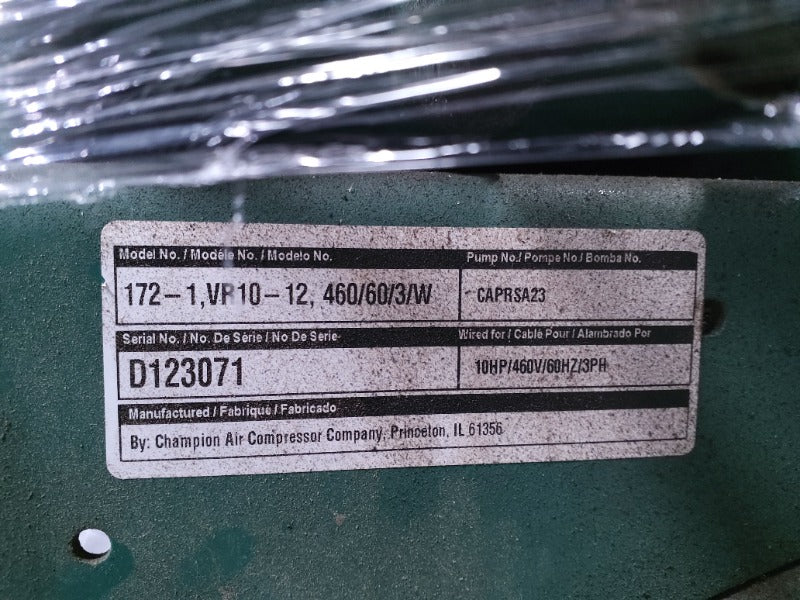 Model No. / Modèle No. / Modelo No.
172-1,VR10-12, 460/60/3/W
Pump No./ Pompe No./ Bomba No.
CAPRSA23
Serial No. / No. De Série / No De Serie
D123071
Wired for / Cablé Pour / Alambrado Por
10HP/460V/60HZ/3PH
Manufactured / Fabriqué / Fabricado
By: Champion Air Compressor Company, Princeton, IL 61356